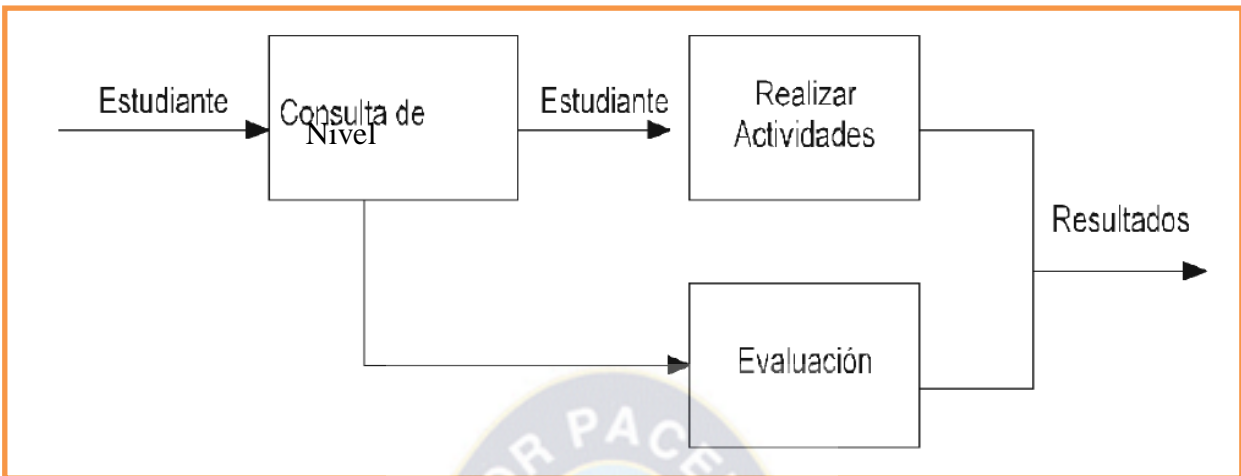 Estudiante
Consulta de
Nivel
Estudiante
Realizar
Actividades
Resultados
Evaluación